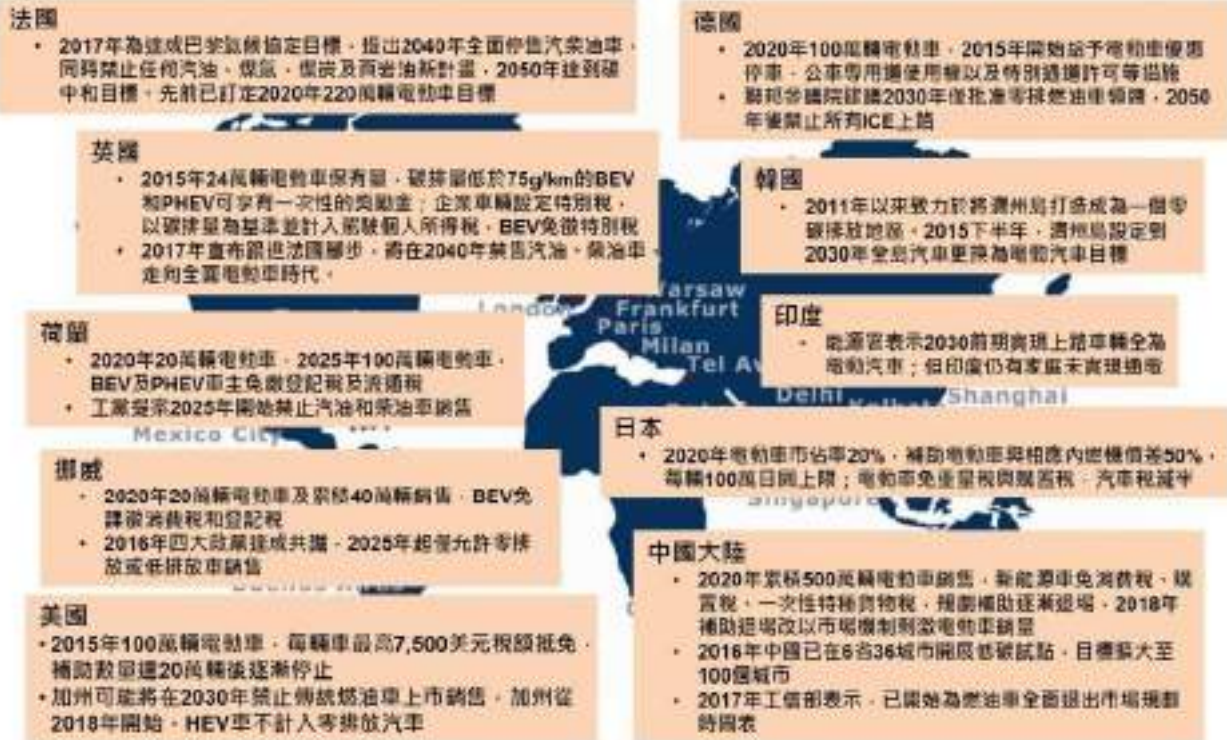 法國
• 2017年為達成巴黎氣候協定目標，提出2040年全面停售汽柴油車，
同時禁止任何汽油、煤氣、煤炭及頁岩油新計畫，2050年達到碳
中和目標。先前已訂定2020年220萬輛電動車目標
英國
• 2015年24萬輛電動車保有量，碳排量低於75g/km的BEV
和PHEV可享有一次性的獎勵金；企業車輛設定特別稅，
以碳排量為基準並計入駕駛個人所得稅，BEV免徵特別稅
• 2017年宣布跟進法國腳步，將在2040年禁售汽油、柴油車，
走向全面電動車時代。
荷蘭
• 2020年20萬輛電動車，2025年100萬輛電動車，
BEV及PHEV車主免繳登記稅及流通稅
• 工黨提案2025年開始禁止汽油和柴油車銷售
Mexico City
挪威
• 2020年20萬輛電動車及累積40萬輛銷售，BEV免
課徵消費稅和登記稅
• 2016年四大政黨達成共識，2025年起僅允許零排
放或低排放車銷售
美國
• 2015年100萬輛電動車，每輛車最高7,500美元稅額抵免，
補助數量達20萬輛後逐漸停止
• 加州可能將在2030年禁止傳統燃油車上市銷售，加州從
2018年開始，HEV車不計入零排放汽車
德國
• 2020年100萬輛電動車，2015年開始給予電動車優惠
停車、公車專用道使用權以及特別通道許可等措施
• 聯邦參議院建議2030年僅批准零排燃油車領牌，2050
年後禁止所有ICE上路
韓國
• 2011年以來致力於將濟州島打造成為一個零
碳排放地區。2015下半年，濟州島設定到
2030年全島汽車更換為電動汽車目標
London
Warsaw
Frankfurt
Paris
Milan
Tel Av
印度
• 能源署表示2030前期實現上路車輛全為
電動汽車；但印度仍有家庭未實現通電
Delhi
Kolkata
Shanghai
日本
• 2020年電動車市佔率20%，補助電動車與相應內燃機價差50%，
每輛100萬日圓上限；電動車免重量稅與購置稅，汽車稅減半
Singapore
中國大陸
• 2020年累積500萬輛電動車銷售，新能源車免消費稅、購
置稅、一次性特種貨物稅，規劃補助逐漸退場，2018年
補助退場改以市場機制刺激電動車銷量
• 2016年中國已在6省36城市開展低碳試點，目標擴大至
100個城市
• 2017年工信部表示，已開始為燃油車全面退出市場規劃
時間表